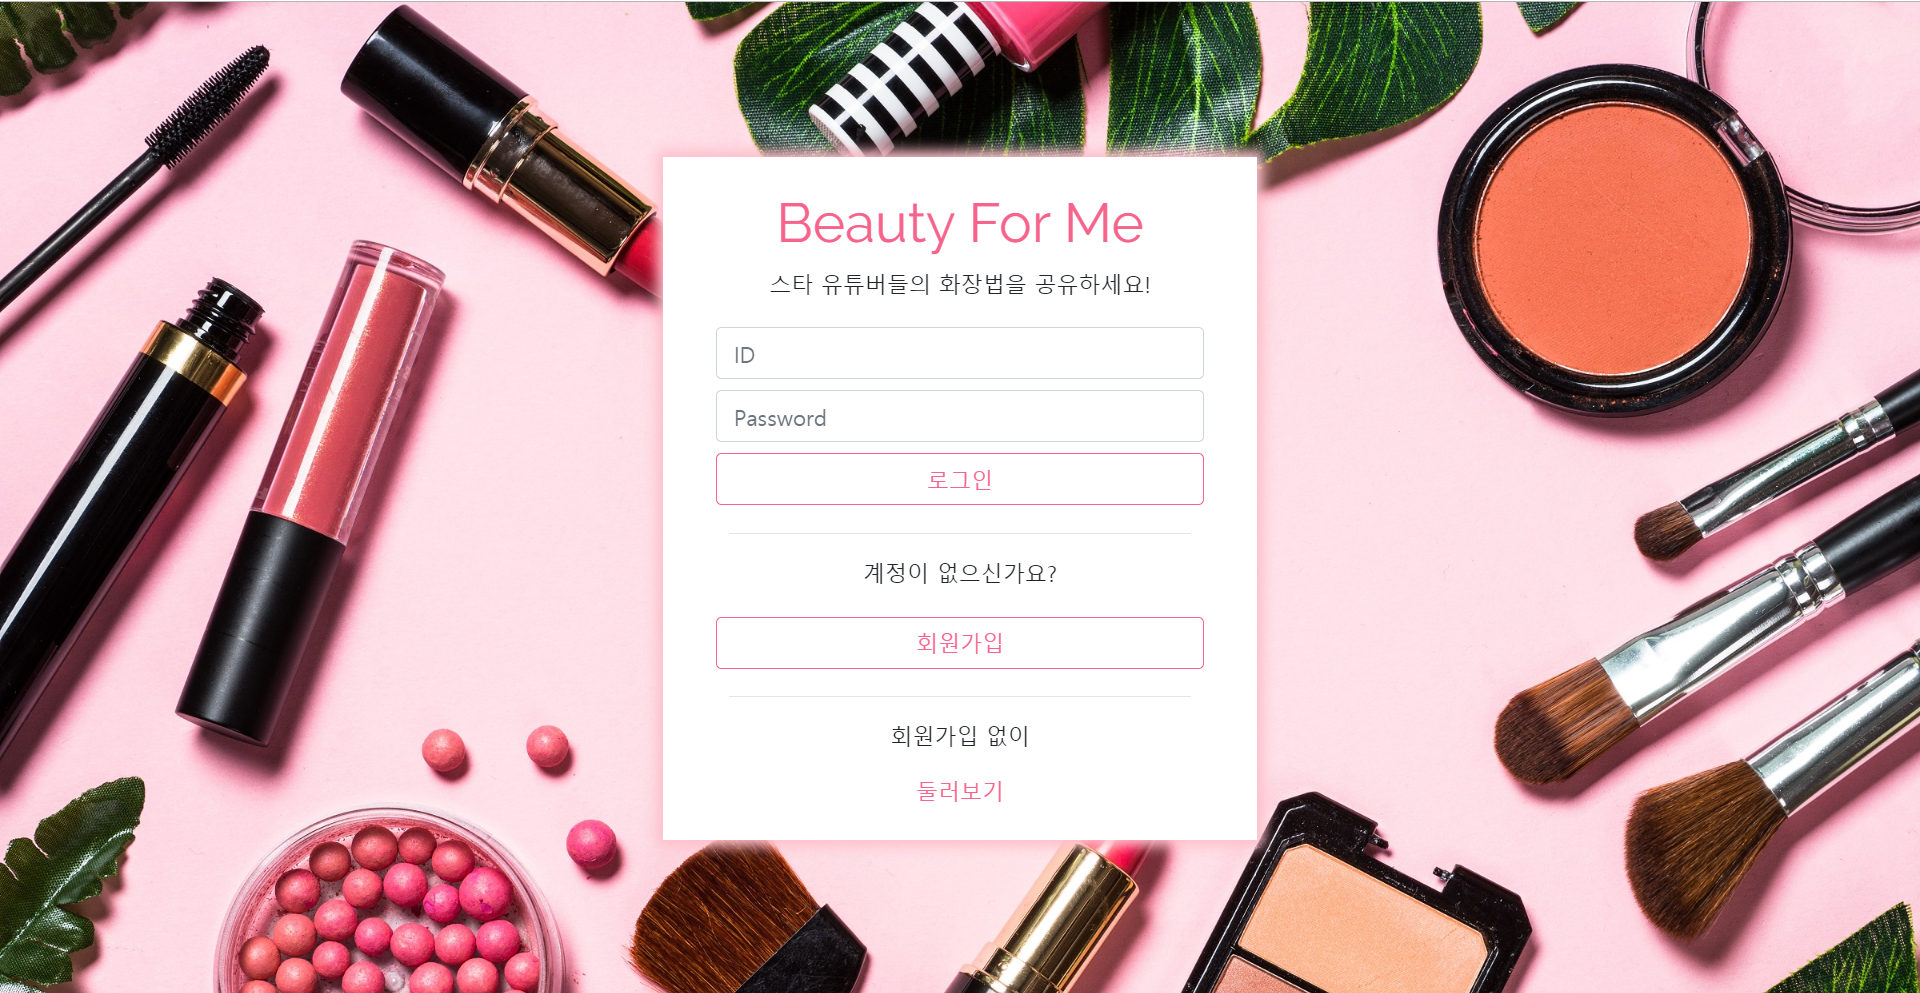 Beauty For Me
스타 유튜버들의 화장법을 공유하세요!
ID
Password
로그인
계정이 없으신가요?
회원가입
회원가입 없이
둘러보기